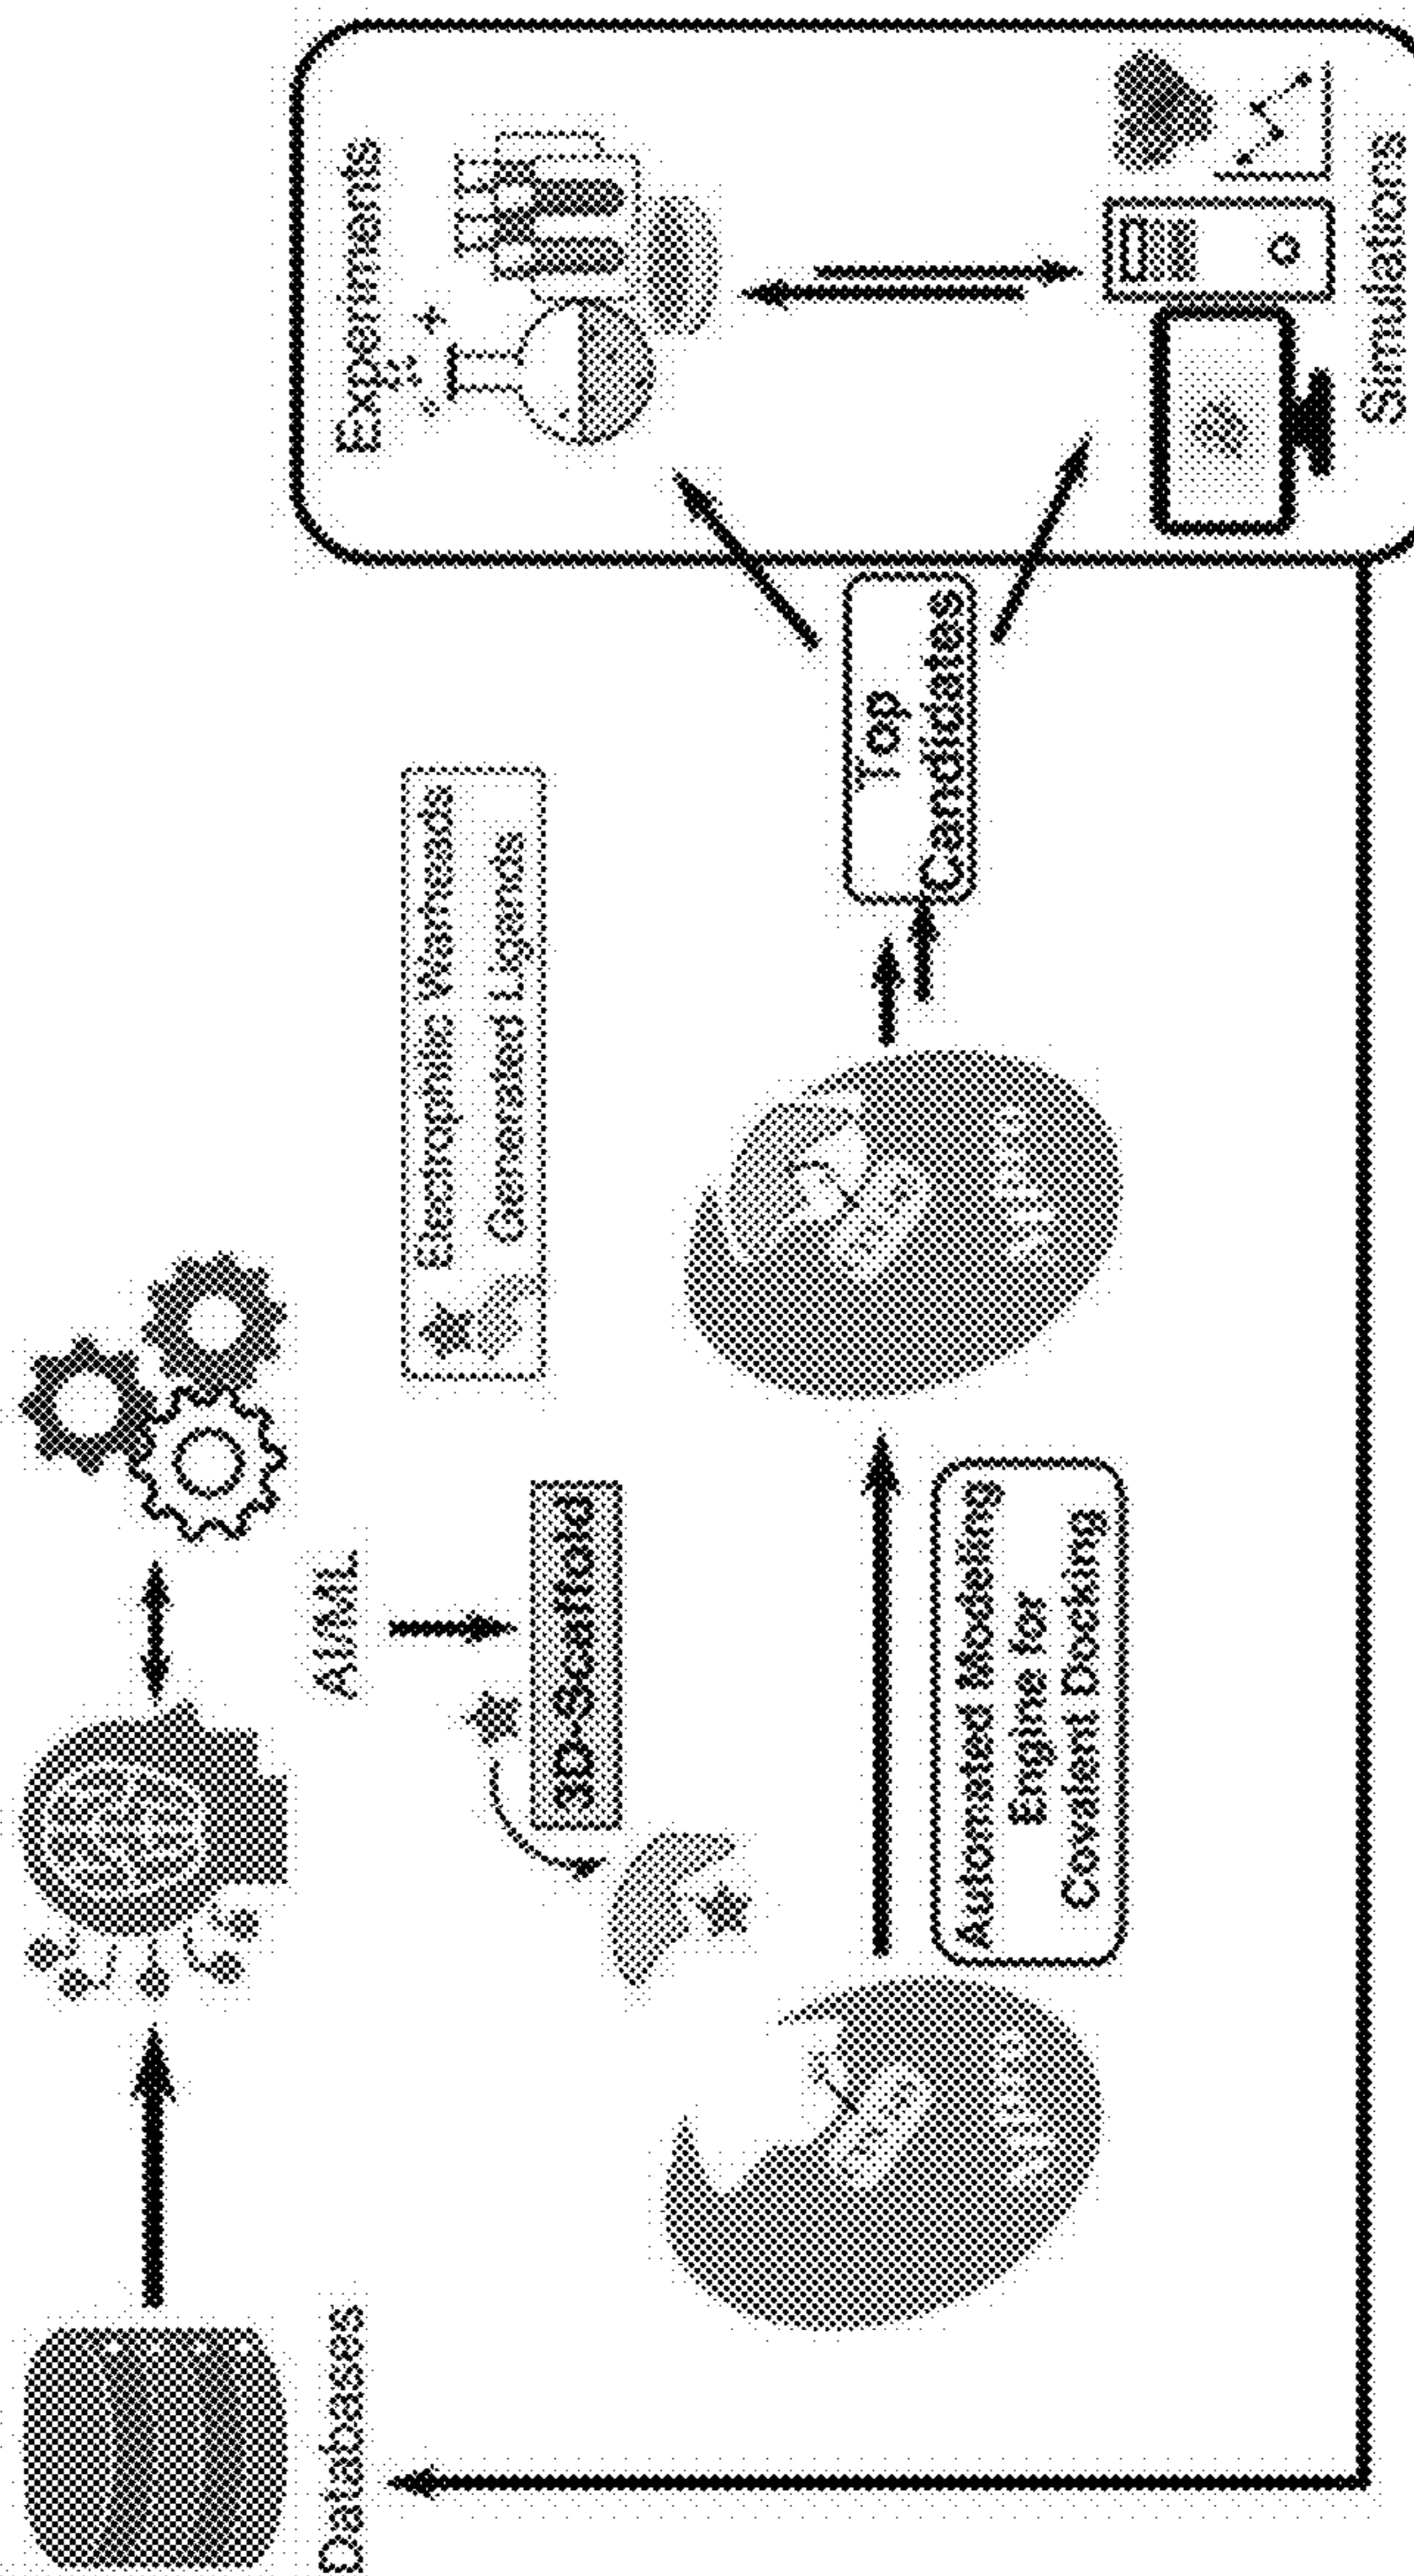 Databases
AI/ML
3D-Scaffold
Electrophilic Warheads
Generated Ligands
Automated Modeling
Engine for
Covalent Docking
Top
Candidates
Experiments
Simulations